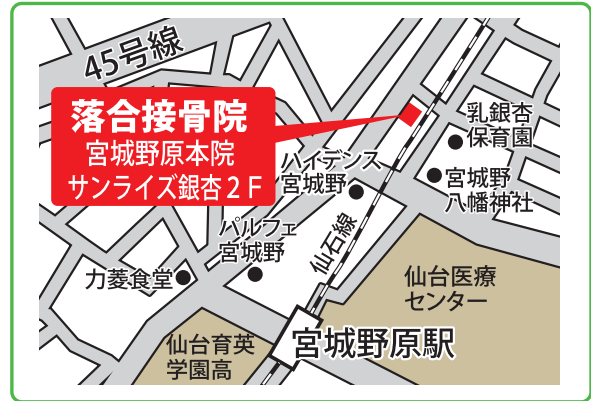 45号線
落合接骨院
宮城野原本院
サンライズ銀杏2F
乳銀杏
保育園
ハイデンス
宮城野
宮城野
八幡神社
パルフェ
宮城野
仙石線
力菱食堂
仙台医療
センター
宮城野原駅
仙台育英
学園高